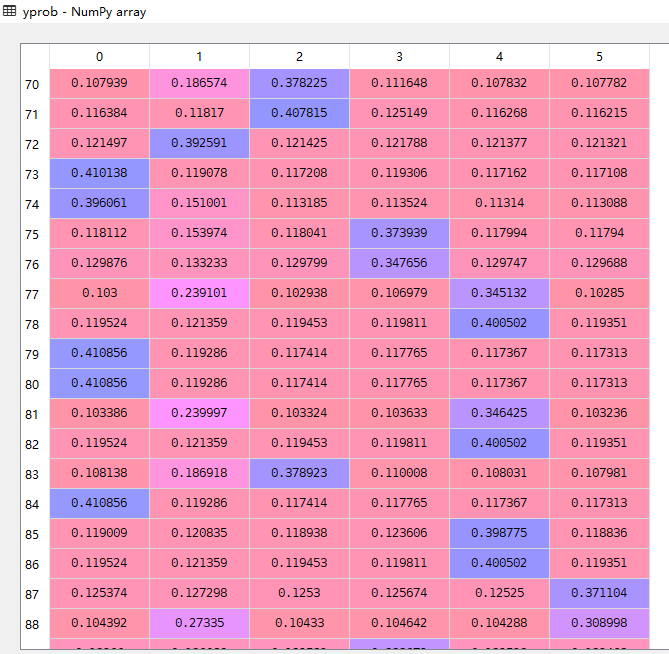 yprob - NumPy array
0 1 2 3 4 5
70 0.107939 0.186574 0.378225 0.111648 0.107832 0.107782
71 0.116384 0.11817 0.407815 0.125149 0.116268 0.116215
72 0.121497 0.392591 0.121425 0.121788 0.121377 0.121321
73 0.410138 0.119078 0.117208 0.119306 0.117162 0.117108
74 0.396061 0.151001 0.113185 0.113524 0.11314 0.113088
75 0.118112 0.153974 0.118041 0.373939 0.117994 0.11794
76 0.129876 0.133233 0.129799 0.347656 0.129747 0.129688
77 0.103 0.239101 0.102938 0.106979 0.345132 0.10285
78 0.119524 0.121359 0.119453 0.119811 0.400502 0.119351
79 0.410856 0.119286 0.117414 0.117765 0.117367 0.117313
80 0.410856 0.119286 0.117414 0.117765 0.117367 0.117313
81 0.103386 0.239997 0.103324 0.103633 0.346425 0.103236
82 0.119524 0.121359 0.119453 0.119811 0.400502 0.119351
83 0.108138 0.186918 0.378923 0.110008 0.108031 0.107981
84 0.410856 0.119286 0.117414 0.117765 0.117367 0.117313
85 0.119009 0.120835 0.118938 0.123606 0.398775 0.118836
86 0.119524 0.121359 0.119453 0.119811 0.400502 0.119351
87 0.125374 0.127298 0.1253 0.125674 0.12525 0.371104
88 0.104392 0.27335 0.10433 0.104642 0.104288 0.308998